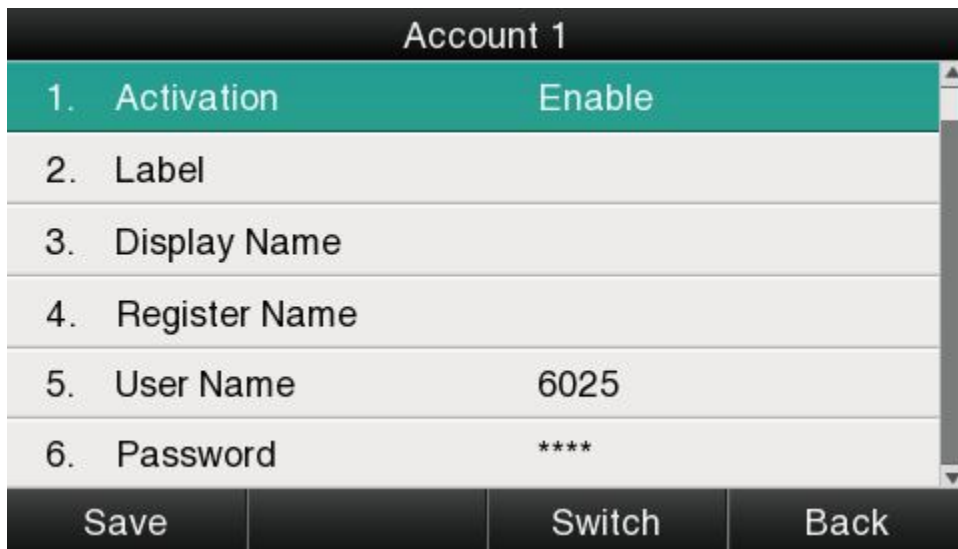 Account 1
1. Activation Enable
2. Label
3. Display Name
4. Register Name
5. User Name 6025
6. Password ****
Save Switch Back